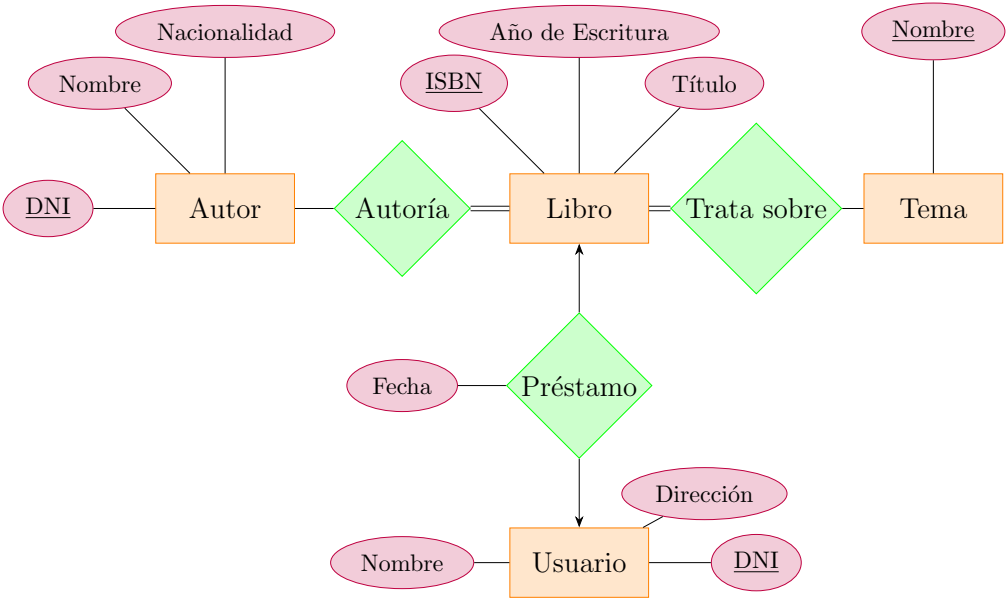 Nacionalidad
Año de Escritura
Nombre
Nombre
ISBN
Título
DNI
Autor
Autoría
Libro
Trata sobre
Tema
Fecha
Préstamo
Dirección
Nombre
Usuario
DNI